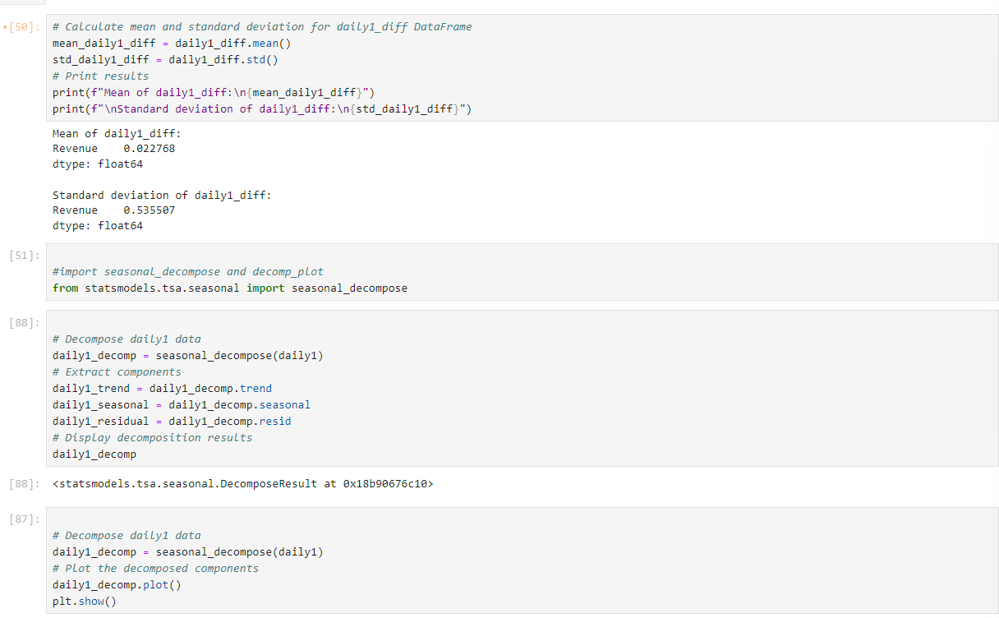 [50]:
# Calculate mean and standard deviation for daily1_diff DataFrame
mean_daily1_diff = daily1_diff.mean()
std_daily1_diff = daily1_diff.std()
# Print results
print(f"Mean of daily1_diff:\n{mean_daily1_diff}")
print(f"\nStandard deviation of daily1_diff:\n{std_daily1_diff}")
Mean of daily1_diff:
Revenue    0.022768
dtype: float64
Standard deviation of daily1_diff:
Revenue    0.535507
dtype: float64
[51]:
#import seasonal_decompose and decomp_plot
from statsmodels.tsa.seasonal import seasonal_decompose
[88]:
# Decompose daily1 data
daily1_decomp = seasonal_decompose(daily1)
# Extract components
daily1_trend = daily1_decomp.trend
daily1_seasonal = daily1_decomp.seasonal
daily1_residual = daily1_decomp.resid
# Display decomposition results
daily1_decomp
[88]: <statsmodels.tsa.seasonal.DecomposeResult at 0x18b90676c10>
[87]:
# Decompose daily1 data
daily1_decomp = seasonal_decompose(daily1)
# Plot the decomposed components
daily1_decomp.plot()
plt.show()